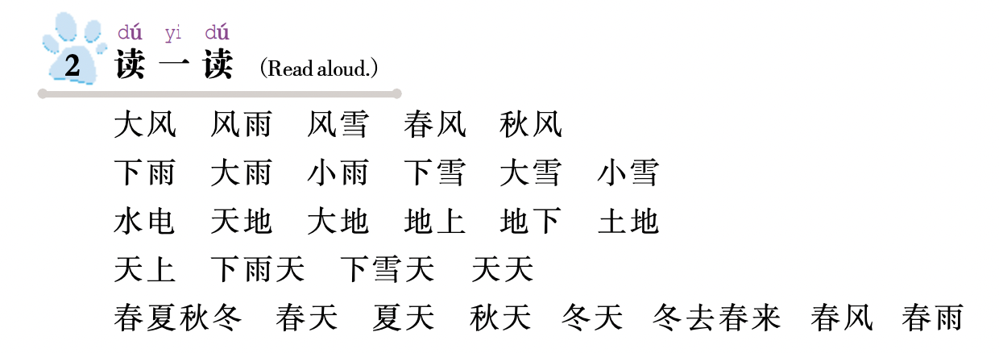 dú yi dú
2 读 一 读 (Read aloud.)
大风 风雨 风雪 春风 秋风
下雨 大雨 小雨 下雪 大雪 小雪
水电 天地 大地 地上 地下 土地
天上 下雨天 下雪天 天天
春夏秋冬 春天 夏天 秋天 冬天 冬去春来 春风 春雨